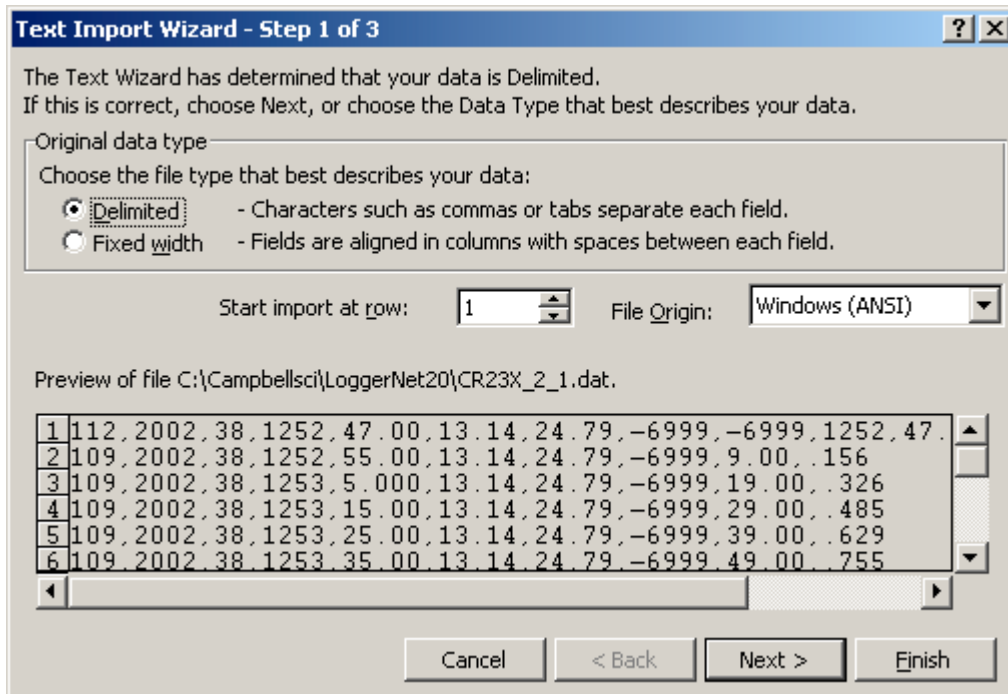 Text Import Wizard - Step 1 of 3
The Text Wizard has determined that your data is Delimited.
If this is correct, choose Next, or choose the Data Type that best describes your data.
Original data type
Choose the file type that best describes your data:
Delimited - Characters such as commas or tabs separate each field.
Fixed width - Fields are aligned in columns with spaces between each field.
Start import at row: 1 File Origin: Windows (ANSI)
Preview of file C:\Campbellsci\LoggerNet20\CR23X_2_1.dat.
1 112,2002,38,1252,47.00,13.14,24.79,-6999,-6999,1252,47.
2 109,2002,38,1252,55.00,13.14,24.79,-6999,9.00,.156
3 109,2002,38,1253,5.000,13.14,24.79,-6999,19.00,.326
4 109,2002,38,1253,15.00,13.14,24.79,-6999,29.00,.485
5 109,2002,38,1253,25.00,13.14,24.79,-6999,39.00,.629
6 109,2002,38,1253,35.00,13.14,24.79,-6999,49.00,.755
Cancel < Back Next > Finish